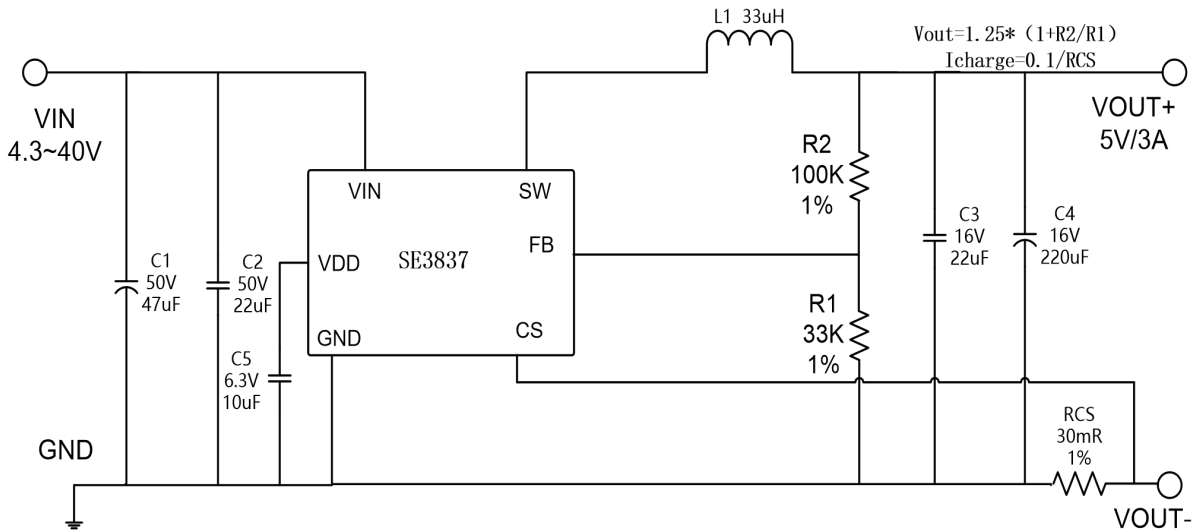 L1 33uH
Vout=1.25* (1+R2/R1)
Icharge=0.1/RCS
VIN
4.3~40V
VOUT+
5V/3A
R2
100K
1%
VIN
SW
FB
VDD
SE3837
GND
CS
C1
50V
47uF
C2
50V
22uF
C3
16V
22uF
C4
16V
220uF
R1
33K
1%
C5
6.3V
10uF
GND
RCS
30mR
1%
VOUT-